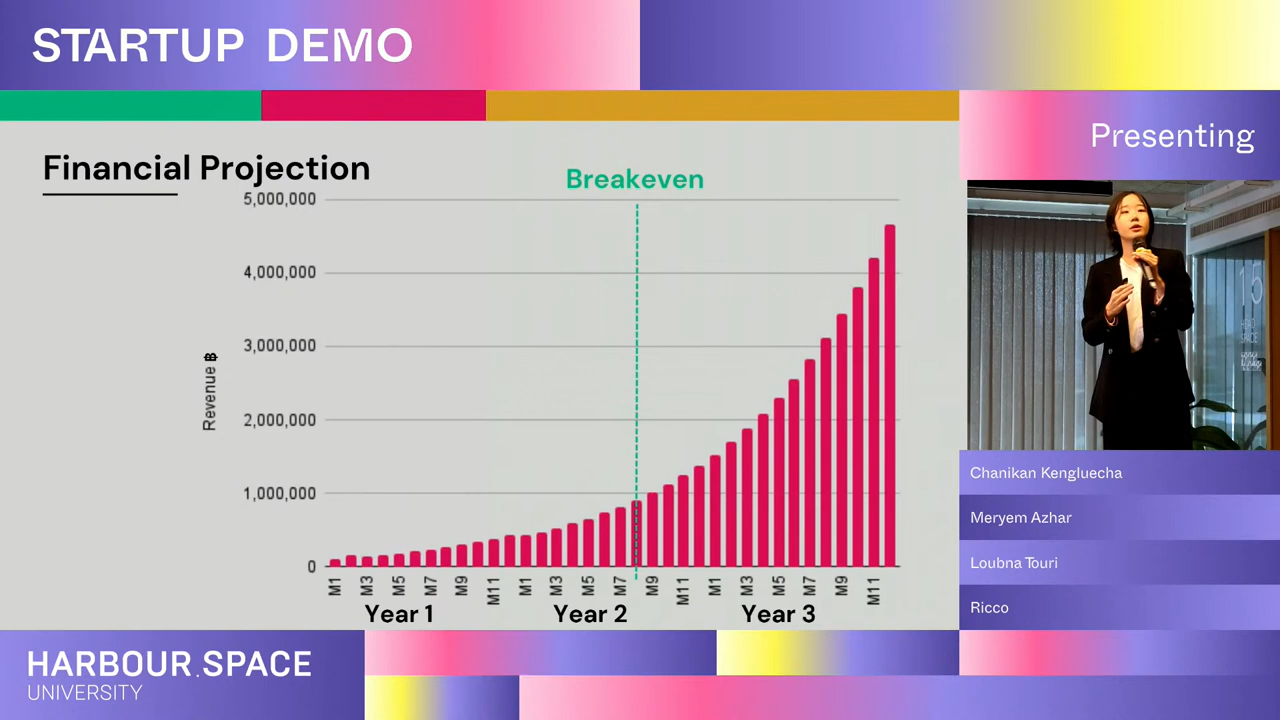 STARTUP DEMO
Presenting
Financial Projection
Breakeven
5,000,000
4,000,000
3,000,000
2,000,000
1,000,000
0
Revenue ฿
M1 M3 M5 M7 M9 M11 M1 M3 M5 M7 M9 M11 M1 M3 M5 M7 M9 M11
Year 1 Year 2 Year 3
15
HEAD
SPACE
Chanikan Kengluecha
Meryem Azhar
Loubna Touri
Ricco
HARBOUR.SPACE
UNIVERSITY